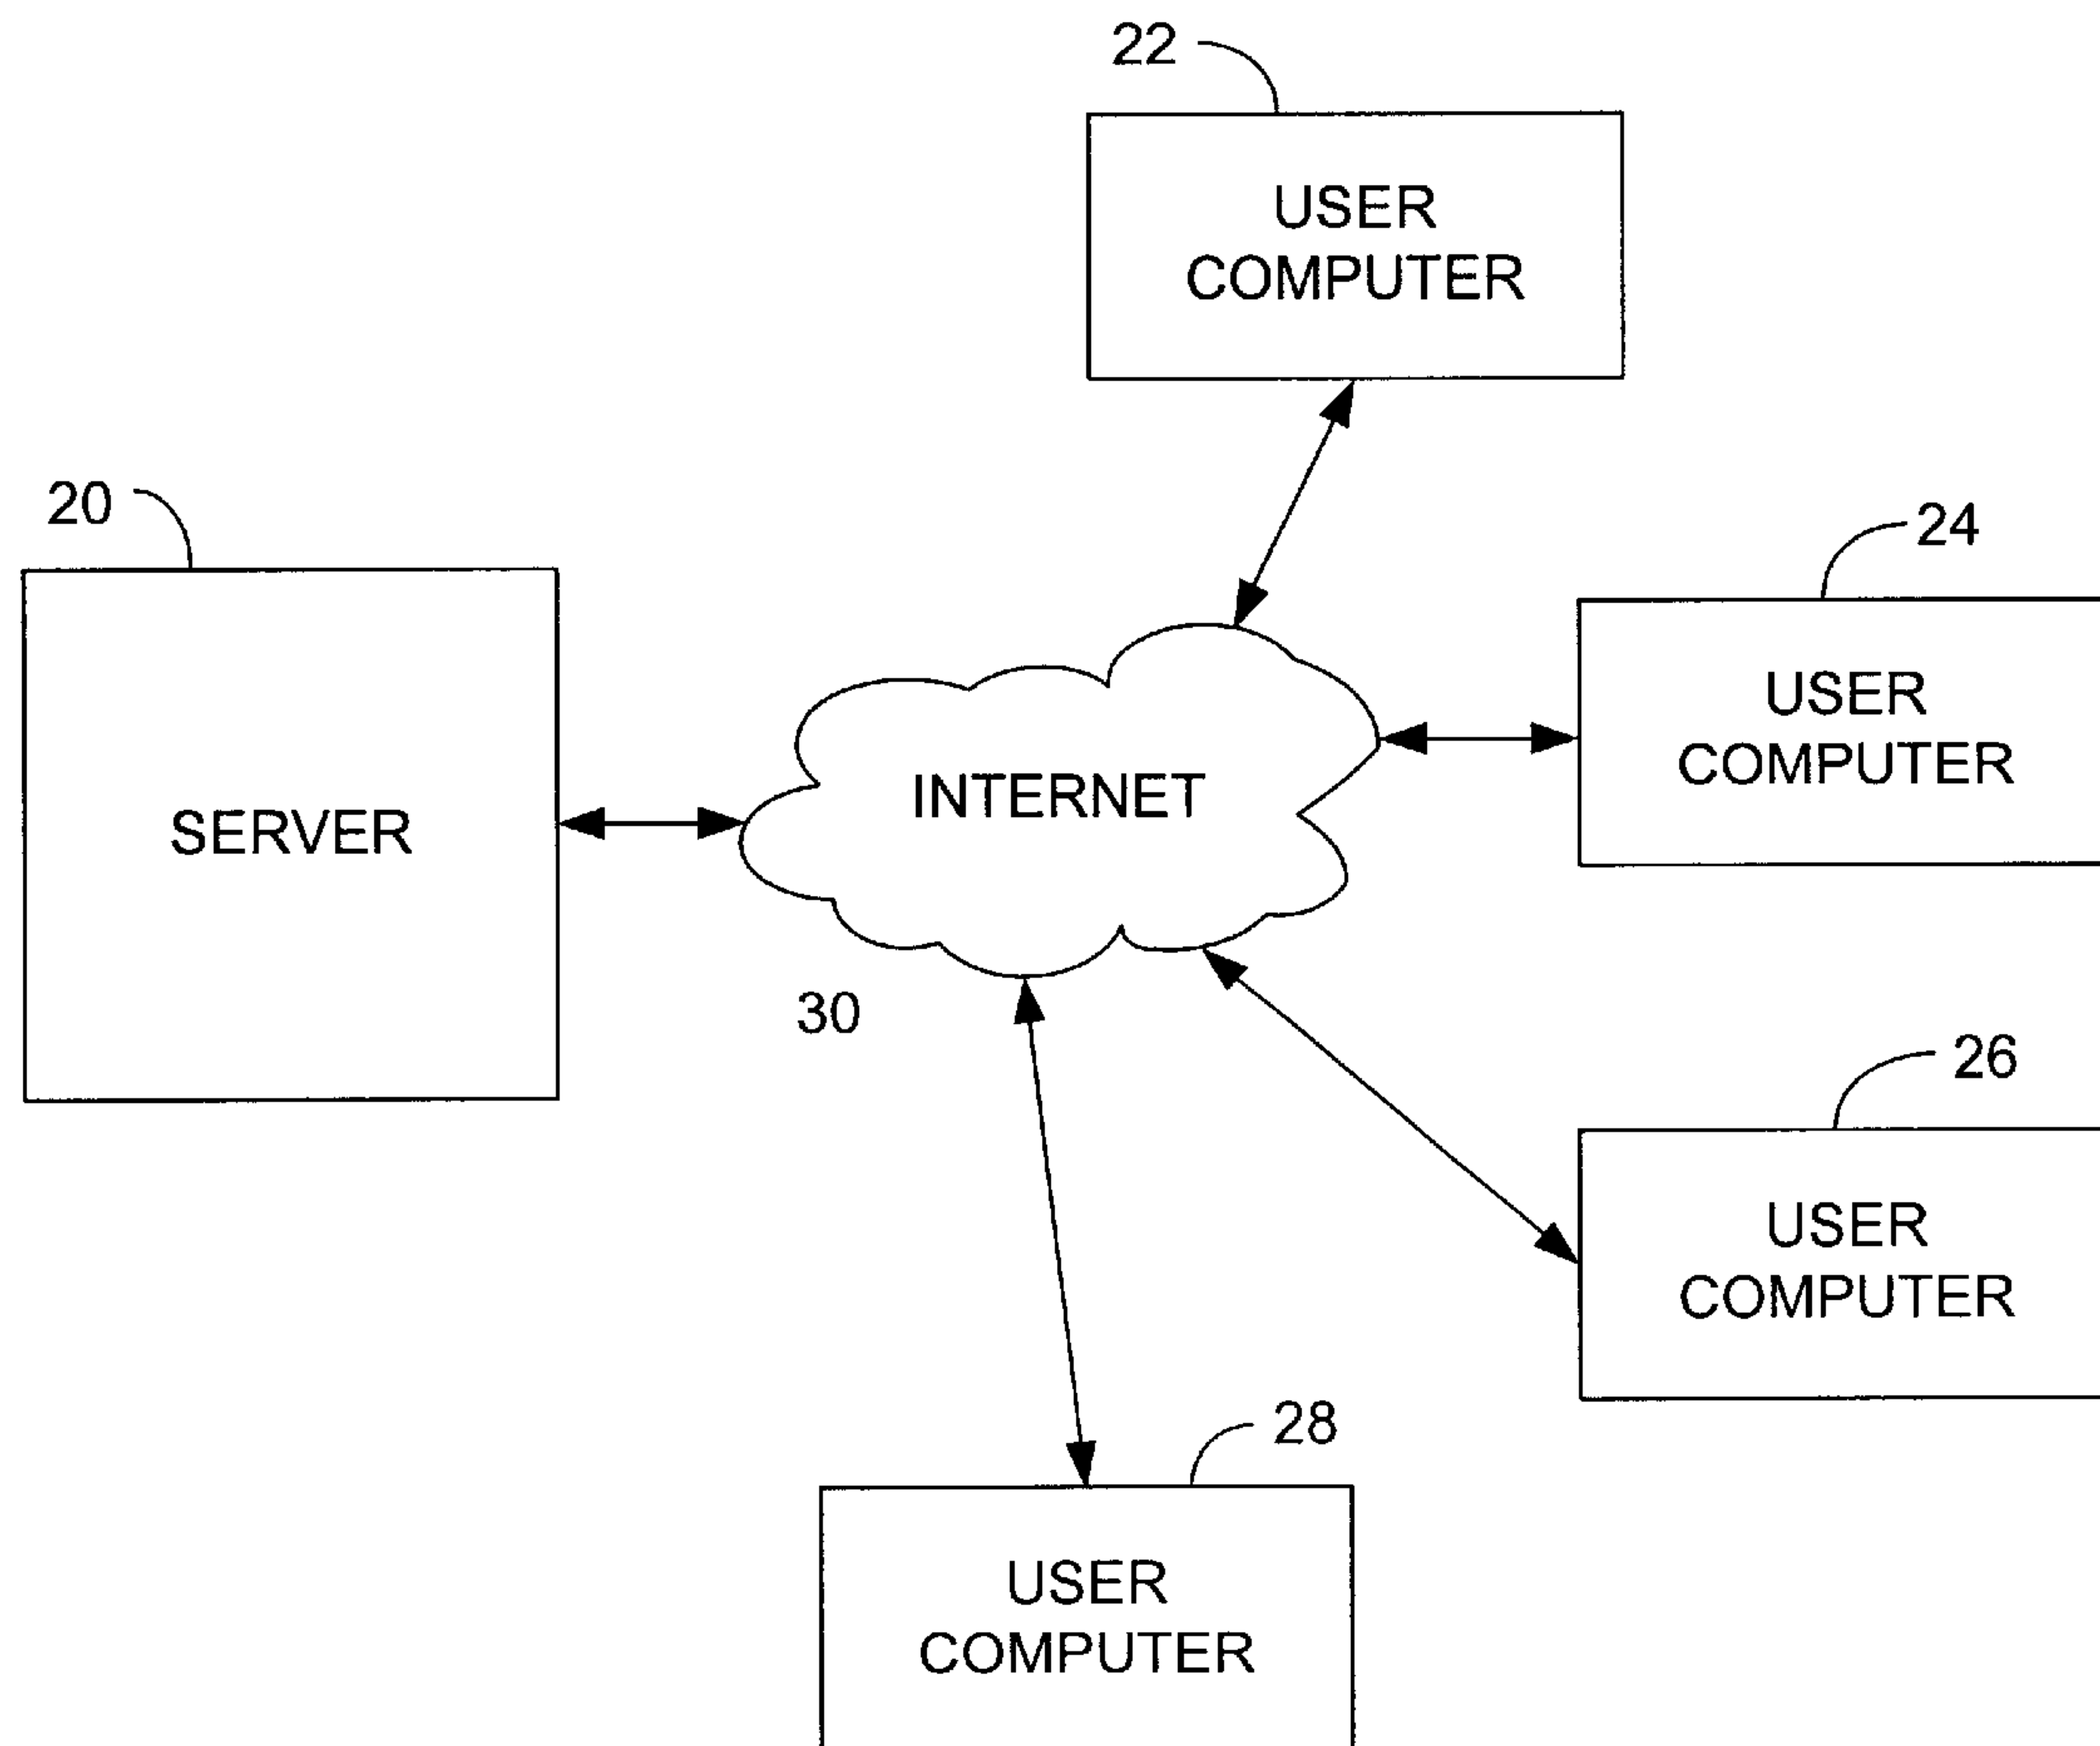 22
USER
COMPUTER
20
24
USER
COMPUTER
INTERNET
SERVER
30
26
USER
COMPUTER
28
USER
COMPUTER